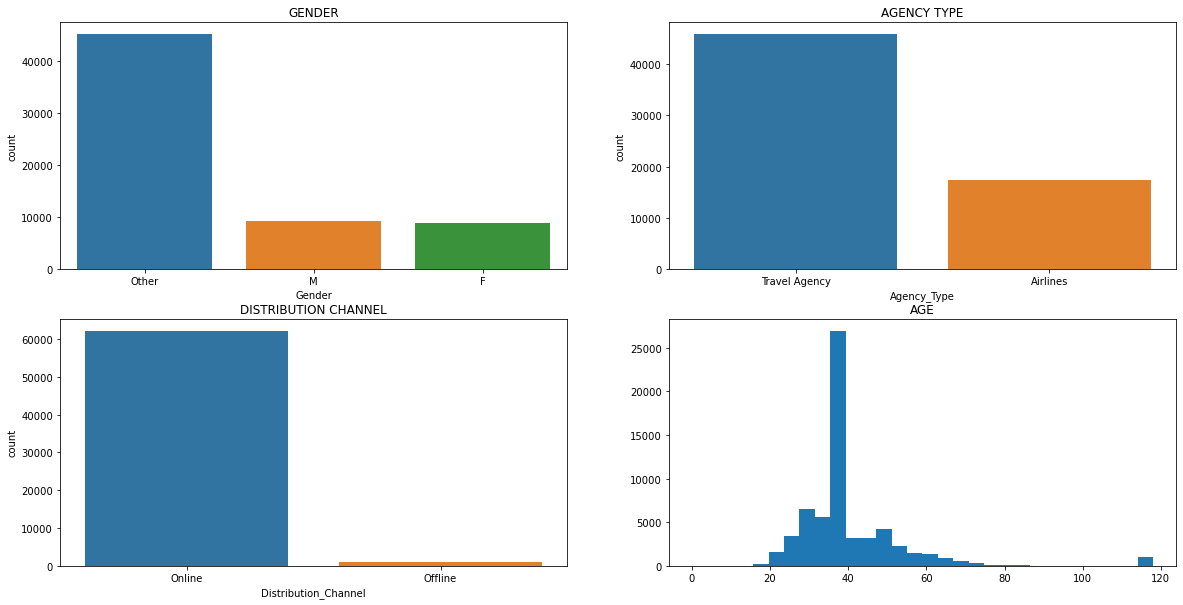 GENDER
40000
30000
20000
10000
0
count
Other M F
Gender
AGENCY TYPE
40000
30000
20000
10000
0
count
Travel Agency Airlines
Agency_Type
DISTRIBUTION CHANNEL
60000
50000
40000
30000
20000
10000
0
count
Online Offline
Distribution_Channel
AGE
25000
20000
15000
10000
5000
0
0 20 40 60 80 100 120